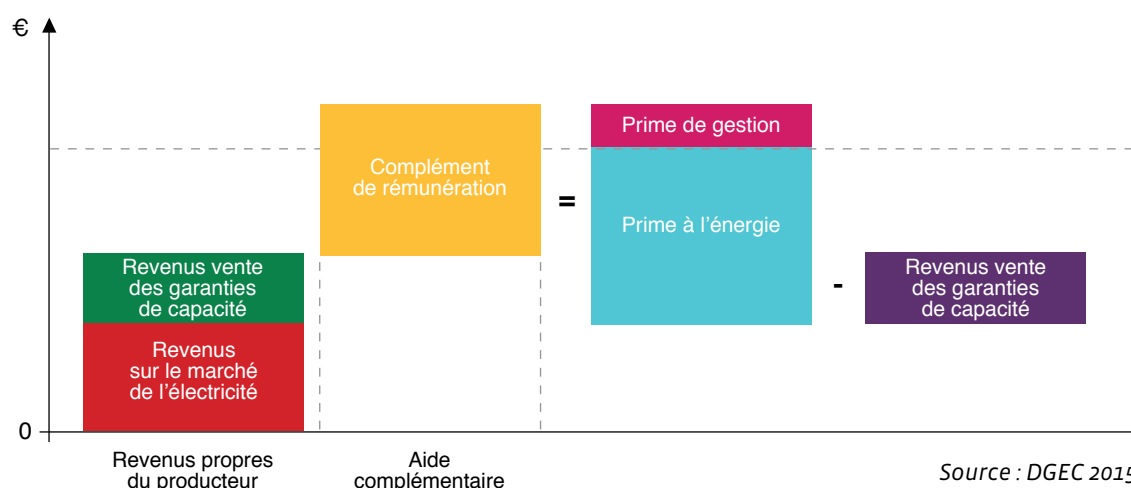 €
Prime de gestion
Complément
de rémunération
=
Prime à l'énergie
Revenus vente
des garanties
de capacité
-
Revenus vente
des garanties
de capacité
Revenus
sur le marché
de l'électricité
0
Revenus propres
du producteur
Aide
complémentaire
Source : DGEC 2015